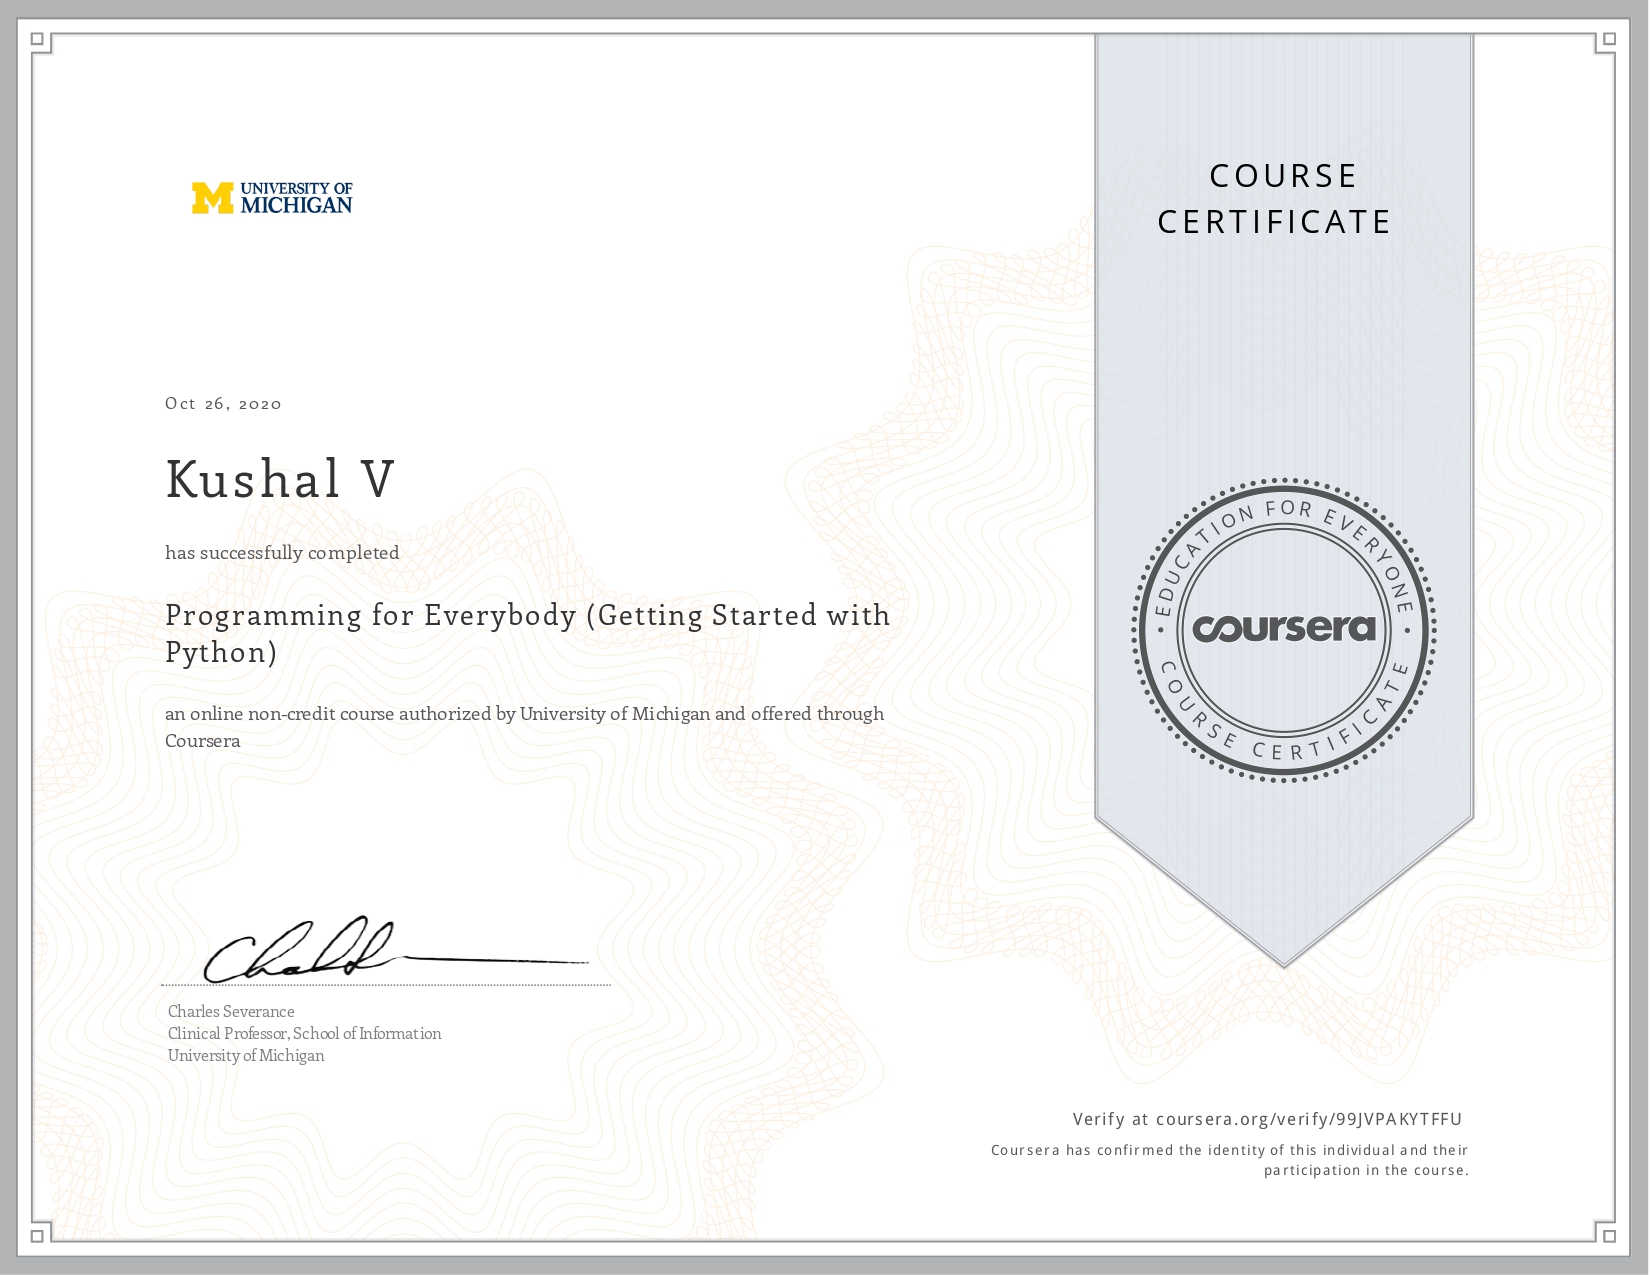 UNIVERSITY OF
MICHIGAN
COURSE
CERTIFICATE
Oct 26, 2020
Kushal V
has successfully completed
Programming for Everybody (Getting Started with
Python)
an online non-credit course authorized by University of Michigan and offered through
Coursera
EDUCATION FOR EVERYONE
coursera
COURSE CERTIFICATE
Charles Severance
Clinical Professor, School of Information
University of Michigan
Verify at coursera.org/verify/99JVPAKYTFFU
Coursera has confirmed the identity of this individual and their
participation in the course.